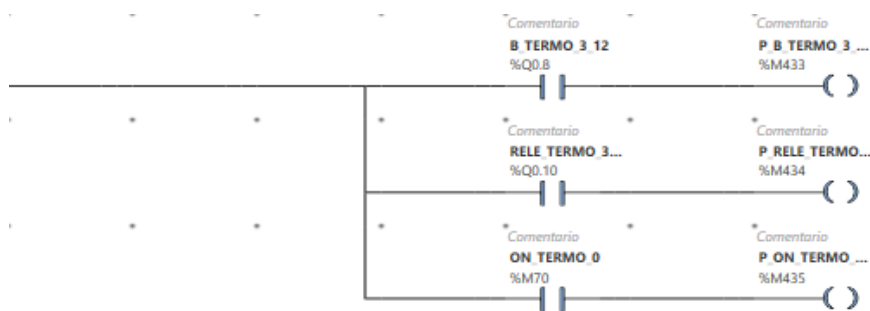 Comentario
Comentario
B_TERMO_3_12
P_B_TERMO_3_...
%Q0.8
%M433
Comentario
Comentario
RELE_TERMO_3...
P_RELE_TERMO...
%Q0.10
%M434
Comentario
Comentario
ON_TERMO_0
P_ON_TERMO_...
%M70
%M435